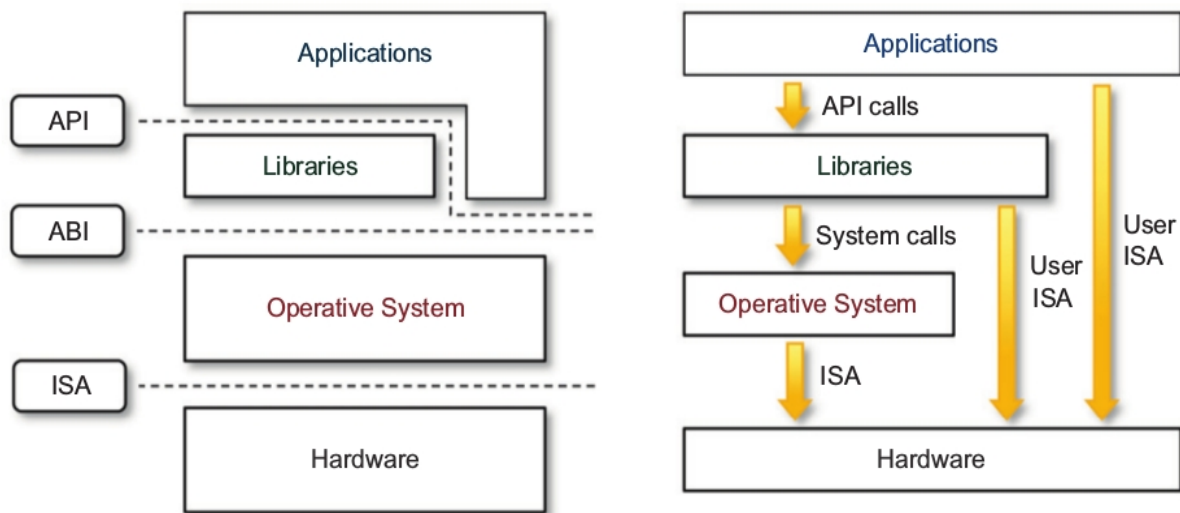 Applications
API
Libraries
ABI
Operative System
ISA
Hardware
Applications
API calls
Libraries
System calls
User
ISA
User
ISA
Operative System
ISA
Hardware